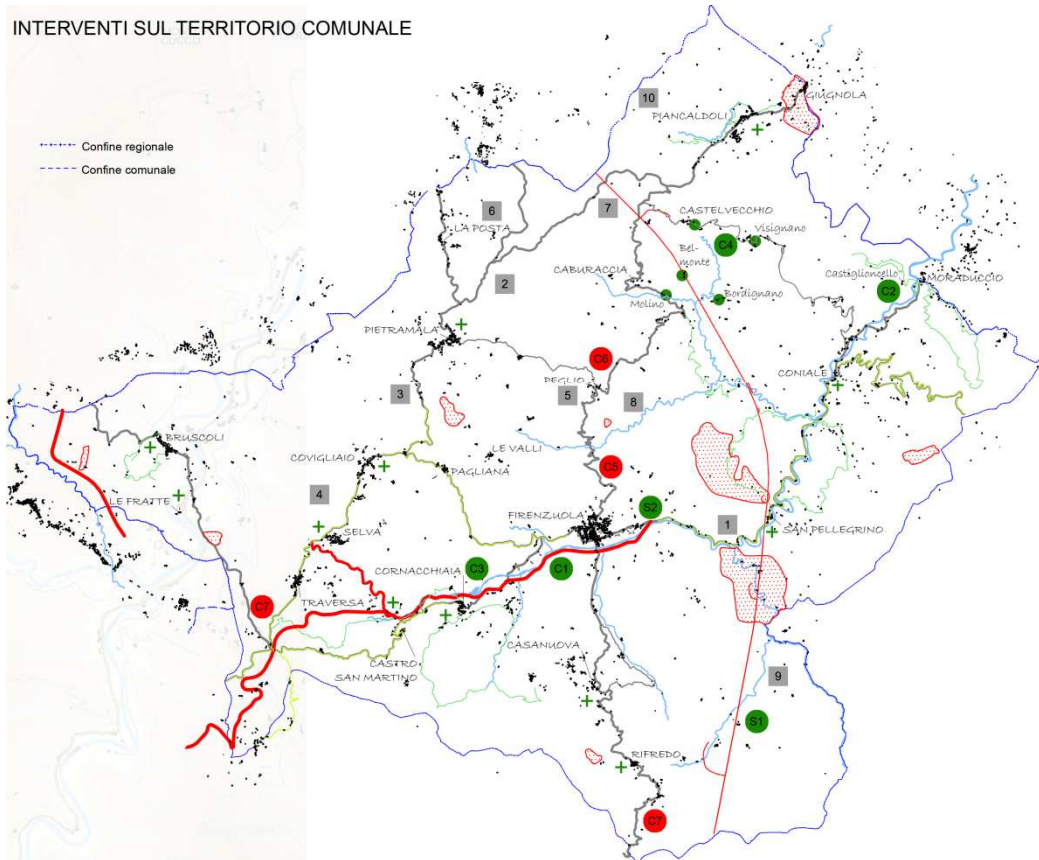 INTERVENTI SUL TERRITORIO COMUNALE
GIUGNOLA
10
PIANCALDOLI
Confine regionale
Confine comunale
6
7
CASTELVECCHIO
LA POSTA
Visignano
C4
Bel-
monte
CABURACCIA
Castiglioncello
MORADUCCIO
C2
2
Molino
Bordignano
PIETRAMALA
C6
CONIALE
PEGLIO
3
5
8
BRUSCOLI
LE VALLI
COVIGLIAIO
PAGLIANA
C5
LE FRATTE
4
FIRENZUOLA
S2
1
SAN PELLEGRINO
SELVA
CORNACCHIAIA
C3
C1
TRAVERSA
C7
CASANUOVA
CASTRO
SAN MARTINO
9
S1
RIFREDO
C7